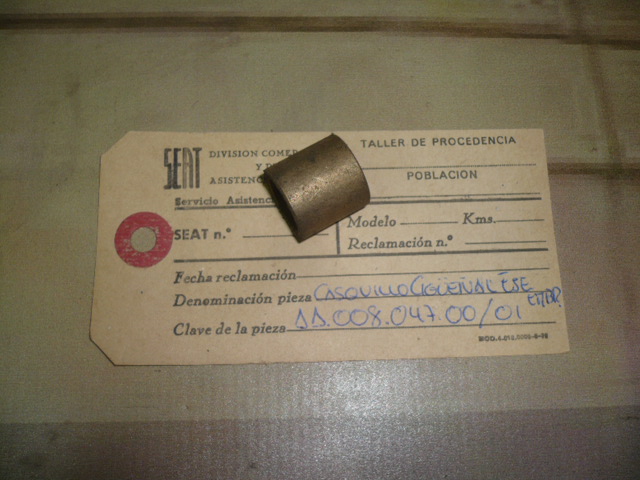 SEAT
DIVISION COMER
Y
ASISTENC
Servicio Asistenci
TALLER DE PROCEDENCIA
POBLACION
SEAT n.º
Modelo Kms.
Reclamación n.º
Fecha reclamación
Denominación pieza CASQUILLO CIGÜEÑAL EJE
Clave de la pieza 11.008.047.00/01